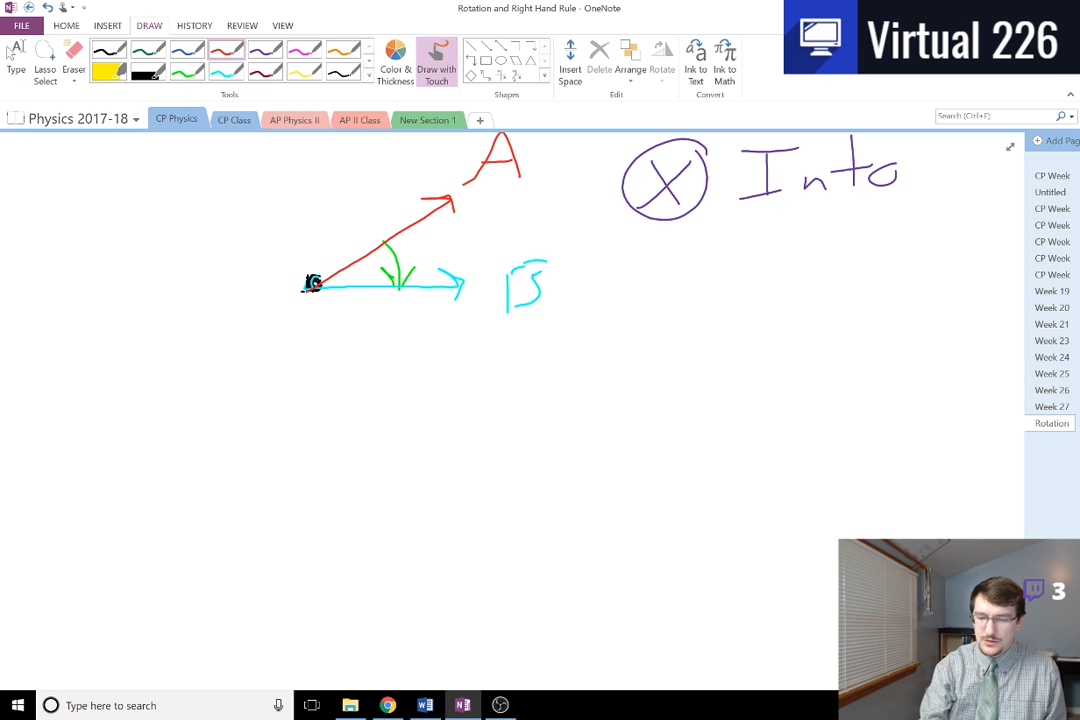 Rotation and Right Hand Rule - OneNote
FILE HOME INSERT DRAW HISTORY REVIEW VIEW
Virtual 226
Type
Lasso Select
Eraser
Color & Thickness
Draw with Touch
Insert Space
Delete
Arrange
Rotate
Ink to Text
Ink to Math
Tools
Shapes
Edit
Convert
Physics 2017-18
CP Physics
CP Class
AP Physics II
AP II Class
New Section 1
Search (Ctrl+E)
Add Pag
A
X Into
B
CP Week
Untitled
CP Week
CP Week
CP Week
CP Week
CP Week
Week 19
Week 20
Week 21
Week 23
Week 24
Week 25
Week 26
Week 27
Rotation
3
Type here to search